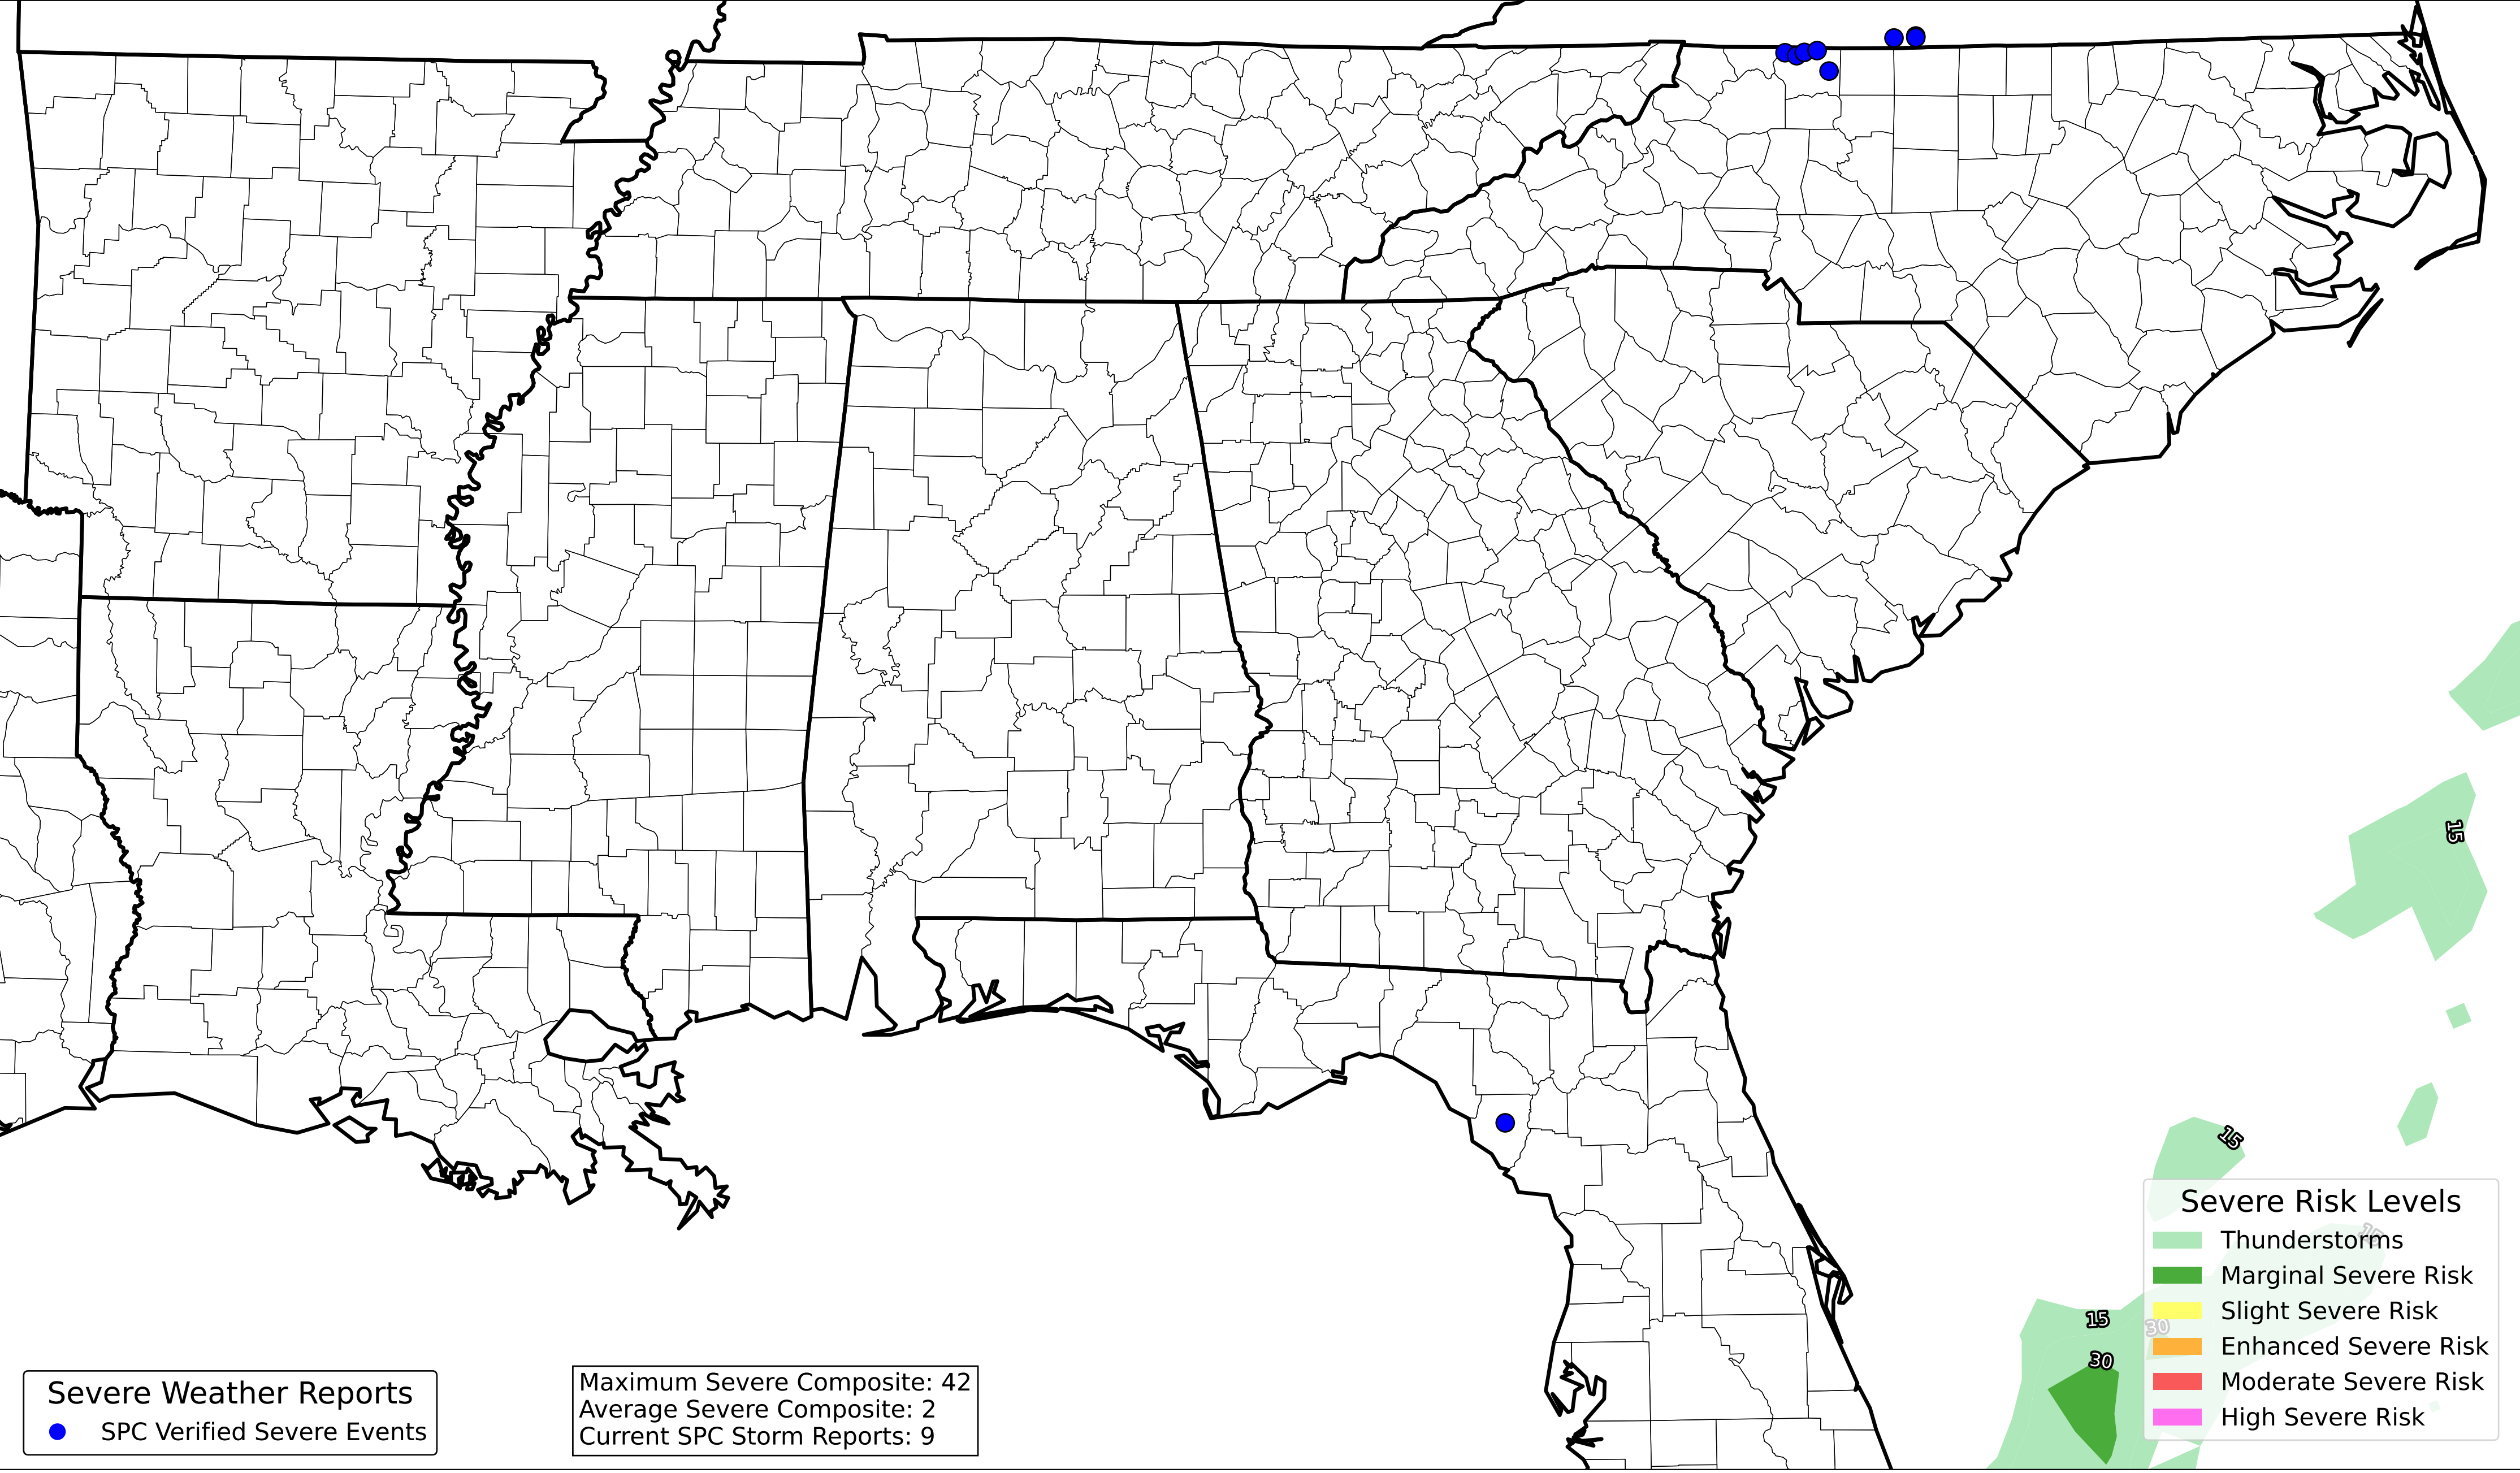 15
15
15
30
15
30
Severe Risk Levels
Thunderstorms
Marginal Severe Risk
Slight Severe Risk
Enhanced Severe Risk
Moderate Severe Risk
High Severe Risk
Severe Weather Reports
SPC Verified Severe Events
Maximum Severe Composite: 42
Average Severe Composite: 2
Current SPC Storm Reports: 9